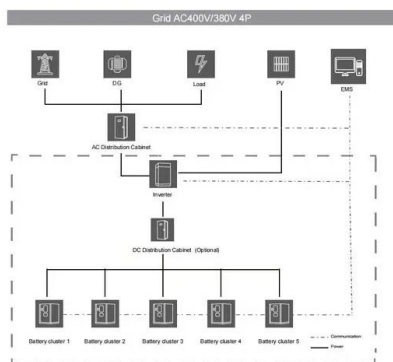 Grid AC400V/380V 4P
Grid
DG
Load
PV
EMS
AC Distribution Cabinet
Inverter
DC Distribution Cabinet (Optional)
Battery cluster 1
Battery cluster 2
Battery cluster 3
Battery cluster 4
Battery cluster 5
Communication
Power